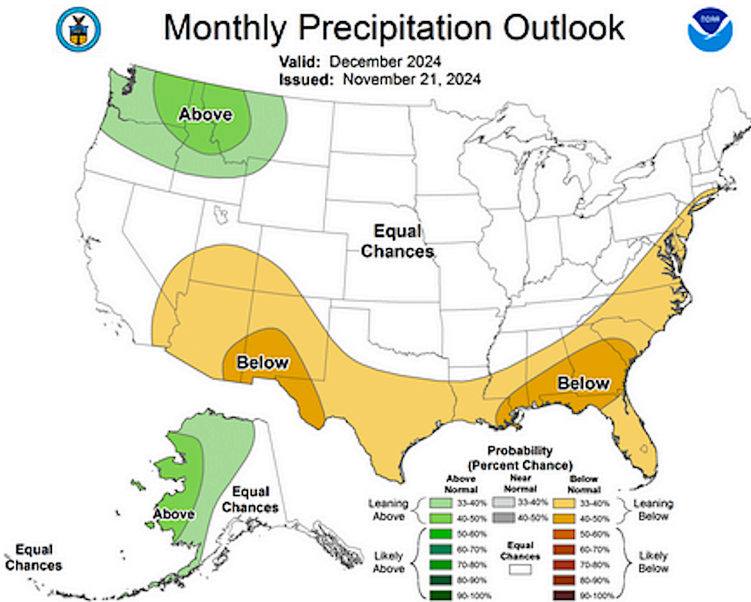 Monthly Precipitation Outlook
NOAA
Valid: December 2024
Issued: November 21, 2024
Above
Equal
Chances
Below
Below
Above
Equal
Chances
Equal
Chances
Probability
(Percent Chance)
Above Normal
Near Normal
Below Normal
Leaning Above
33-40%
33-40%
33-40%
Leaning Below
40-50%
40-50%
40-50%
Likely Above
50-60%
Equal Chances
50-60%
Likely Below
60-70%
60-70%
70-80%
70-80%
80-90%
80-90%
90-100%
90-100%